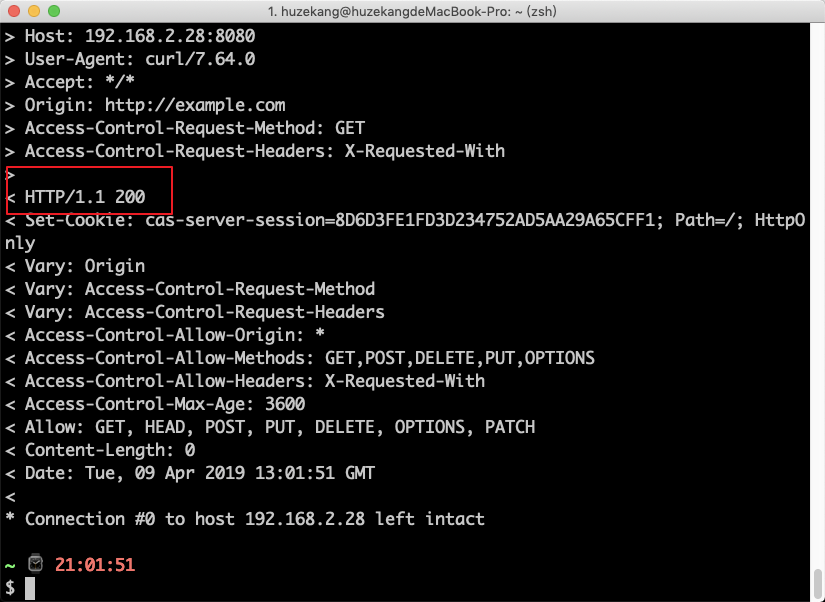 1. huzekang@huzekangdeMacBook-Pro: ~ (zsh)
> Host: 192.168.2.28:8080
> User-Agent: curl/7.64.0
> Accept: */*
> Origin: http://example.com
> Access-Control-Request-Method: GET
> Access-Control-Request-Headers: X-Requested-With
>
< HTTP/1.1 200
< Set-Cookie: cas-server-session=8D6D3FE1FD3D234752AD5AA29A65CFF1; Path=/; HttpO
nly
< Vary: Origin
< Vary: Access-Control-Request-Method
< Vary: Access-Control-Request-Headers
< Access-Control-Allow-Origin: *
< Access-Control-Allow-Methods: GET,POST,DELETE,PUT,OPTIONS
< Access-Control-Allow-Headers: X-Requested-With
< Access-Control-Max-Age: 3600
< Allow: GET, HEAD, POST, PUT, DELETE, OPTIONS, PATCH
< Content-Length: 0
< Date: Tue, 09 Apr 2019 13:01:51 GMT
<
* Connection #0 to host 192.168.2.28 left intact
~ ⌚ 21:01:51
$